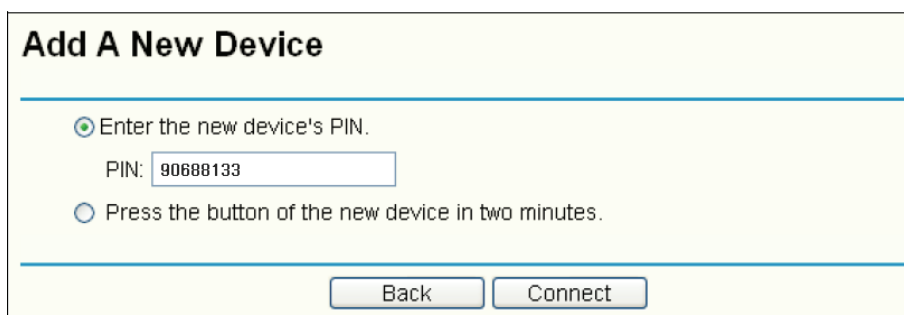 Add A New Device
Enter the new device's PIN.
PIN: 90688133
Press the button of the new device in two minutes.
Back Connect